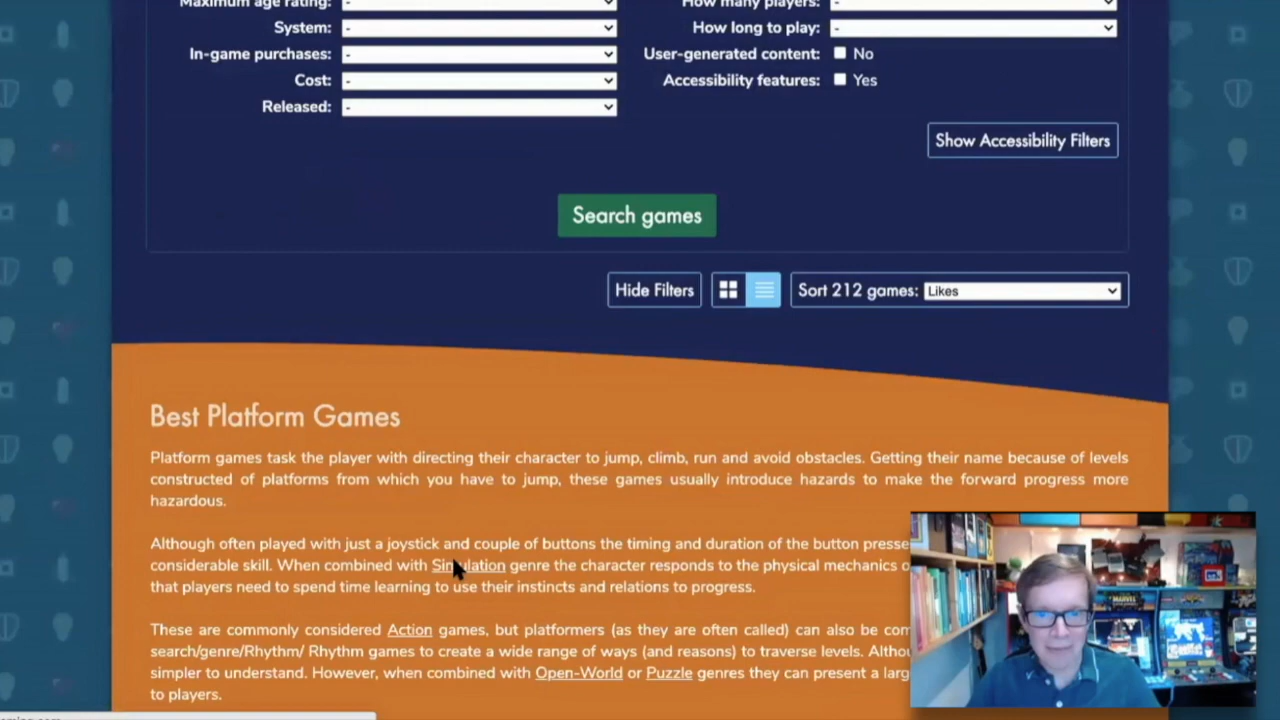 Maximum age rating: -
How many players: -
System: -
How long to play: -
In-game purchases: -
User-generated content: No
Cost: -
Accessibility features: Yes
Released: -
Show Accessibility Filters
Search games
Hide Filters
Sort 212 games: Likes
Best Platform Games
Platform games task the player with directing their character to jump, climb, run and avoid obstacles. Getting their name because of levels
constructed of platforms from which you have to jump, these games usually introduce hazards to make the forward progress more
hazardous.
Although often played with just a joystick and couple of buttons the timing and duration of the button presse
considerable skill. When combined with Simulation genre the character responds to the physical mechanics o
that players need to spend time learning to use their instincts and relations to progress.
These are commonly considered Action games, but platformers (as they are often called) can also be com
search/genre/Rhythm/ Rhythm games to create a wide range of ways (and reasons) to traverse levels. Althou
simpler to understand. However, when combined with Open-World or Puzzle genres they can present a larg
to players.